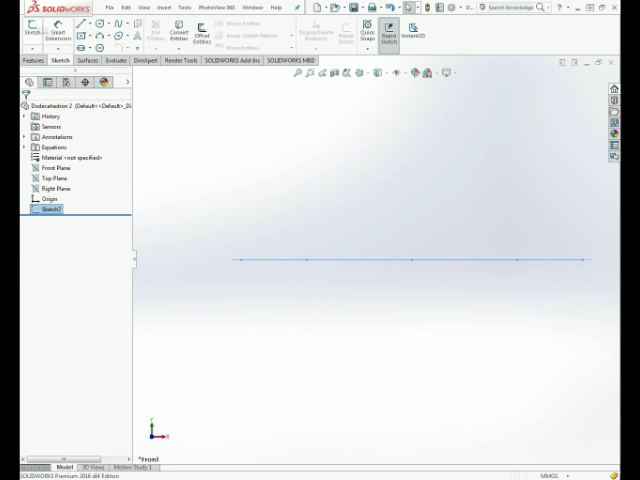 SOLIDWORKS File Edit View Insert Tools PhotoView 360 Window Help Search Knowledge
Sketch Smart Dimension Trim Entities Convert Entities Offset Entities Mirror Entities Linear Sketch Pattern Move Entities Display/Delete Relations Repair Sketch Quick Snaps Rapid Sketch Instant2D
Features Sketch Surfaces Evaluate DimXpert Render Tools SOLIDWORKS Add-Ins SOLIDWORKS MBD
Dodecahedron 2 (Default<<Default>_Di
History
Sensors
Annotations
Equations
Material <not specified>
Front Plane
Top Plane
Right Plane
Origin
Sketch7
Y
X
*Front
Model 3D Views Motion Study 1
SOLIDWORKS Premium 2016 x64 Edition MMGS